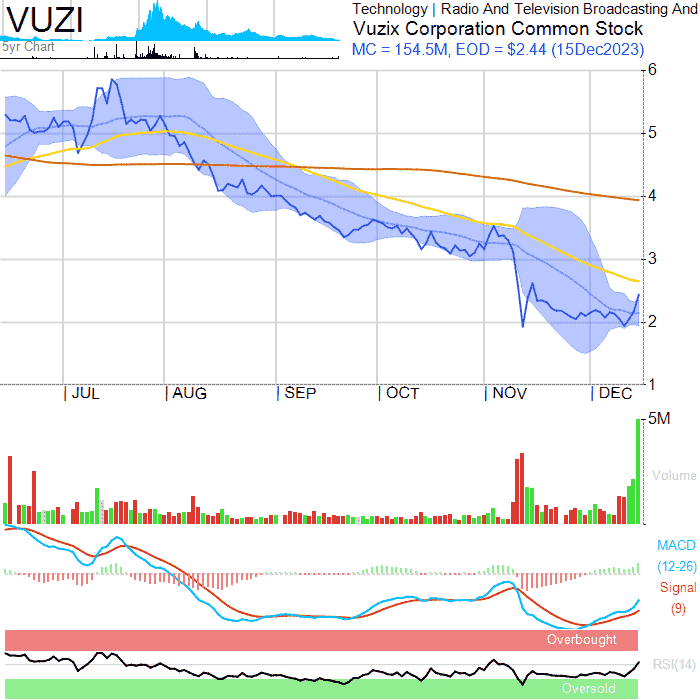 VUZI
5yr Chart
Technology | Radio And Television Broadcasting And
Vuzix Corporation Common Stock
MC = 154.5M, EOD = $2.44 (15Dec2023)
6
5
4
3
2
1
JUL AUG SEP OCT NOV DEC
5M
Volume
MACD
(12-26)
Signal
(9)
Overbought
RSI(14)
Oversold